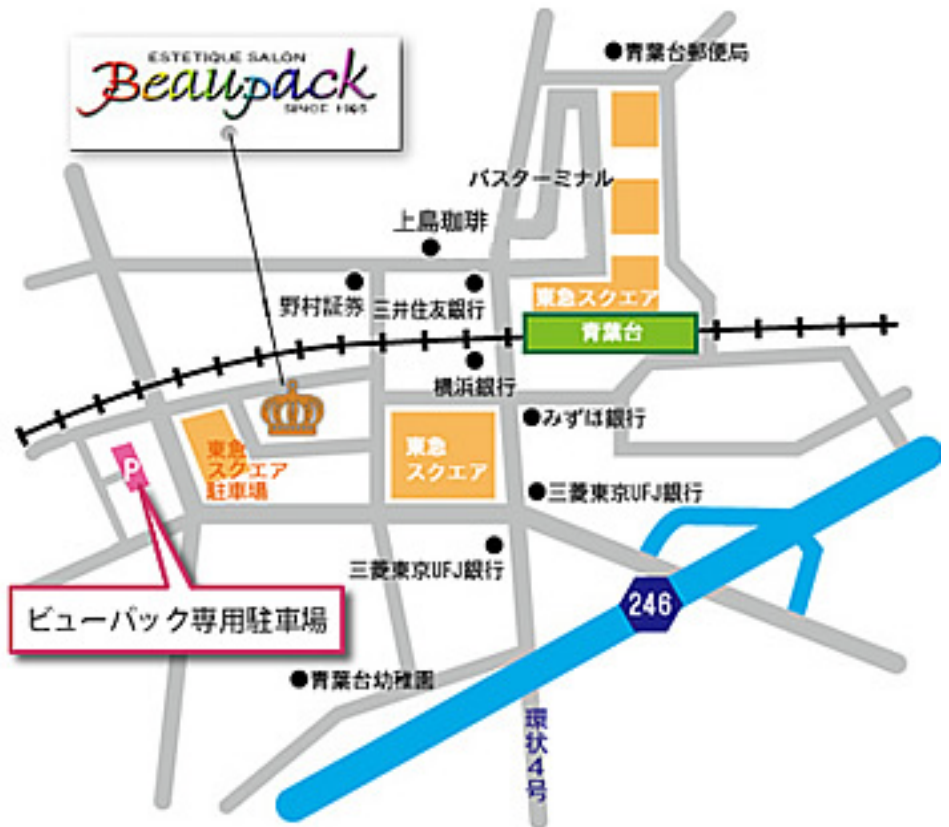 ESTETIQUE SALON
Beaupack
SINCE 1985
青葉台郵便局
バスターミナル
上島珈琲
野村証券
三井住友銀行
東急スクエア
青葉台
横浜銀行
みずほ銀行
東急
スクエア
駐車場
東急
スクエア
P
三菱東京UFJ銀行
三菱東京UFJ銀行
246
ビューパック専用駐車場
青葉台幼稚園
環状4号